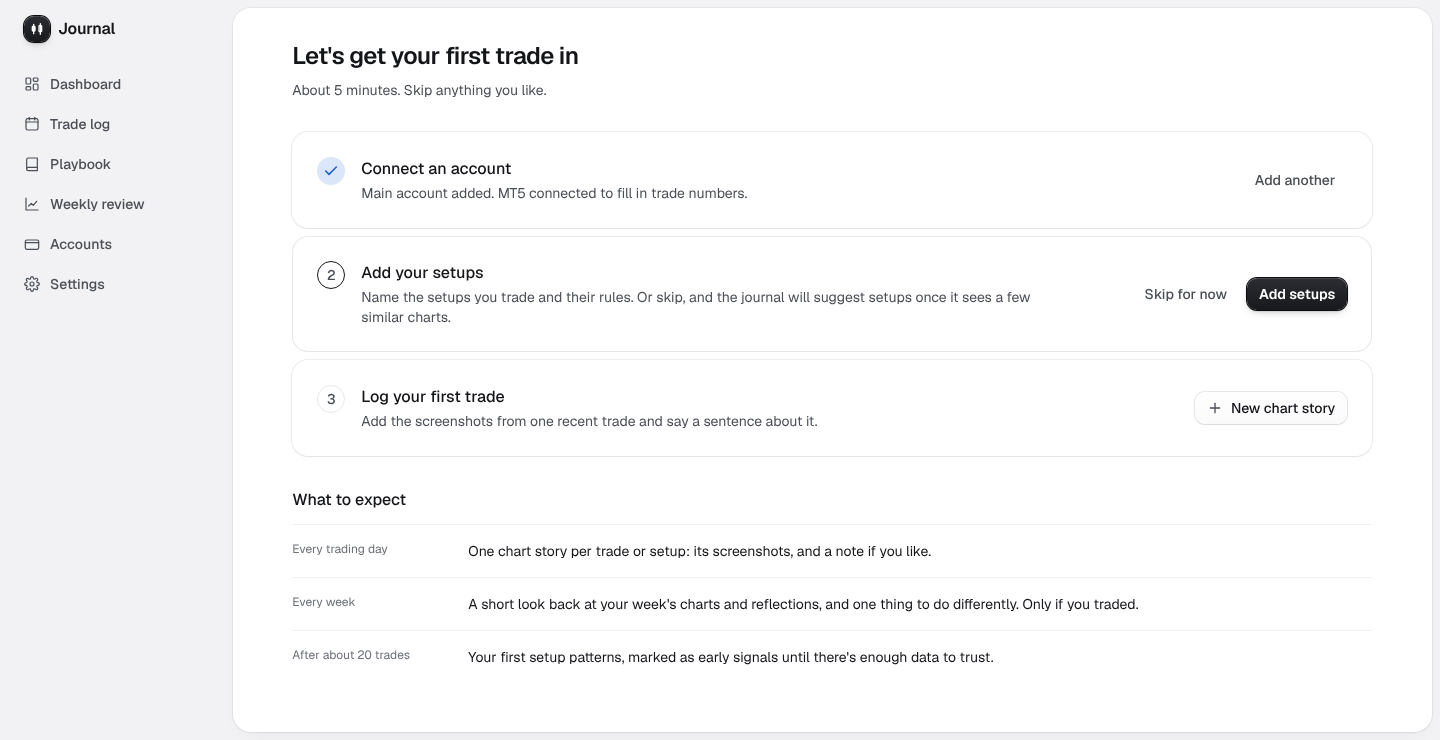 Journal
Dashboard
Trade log
Playbook
Weekly review
Accounts
Settings
Let's get your first trade in
About 5 minutes. Skip anything you like.
Connect an account
Main account added. MT5 connected to fill in trade numbers.
Add another
2
Add your setups
Name the setups you trade and their rules. Or skip, and the journal will suggest setups once it sees a few
similar charts.
Skip for now
Add setups
3
Log your first trade
Add the screenshots from one recent trade and say a sentence about it.
New chart story
What to expect
Every trading day
One chart story per trade or setup: its screenshots, and a note if you like.
Every week
A short look back at your week's charts and reflections, and one thing to do differently. Only if you traded.
After about 20 trades
Your first setup patterns, marked as early signals until there's enough data to trust.